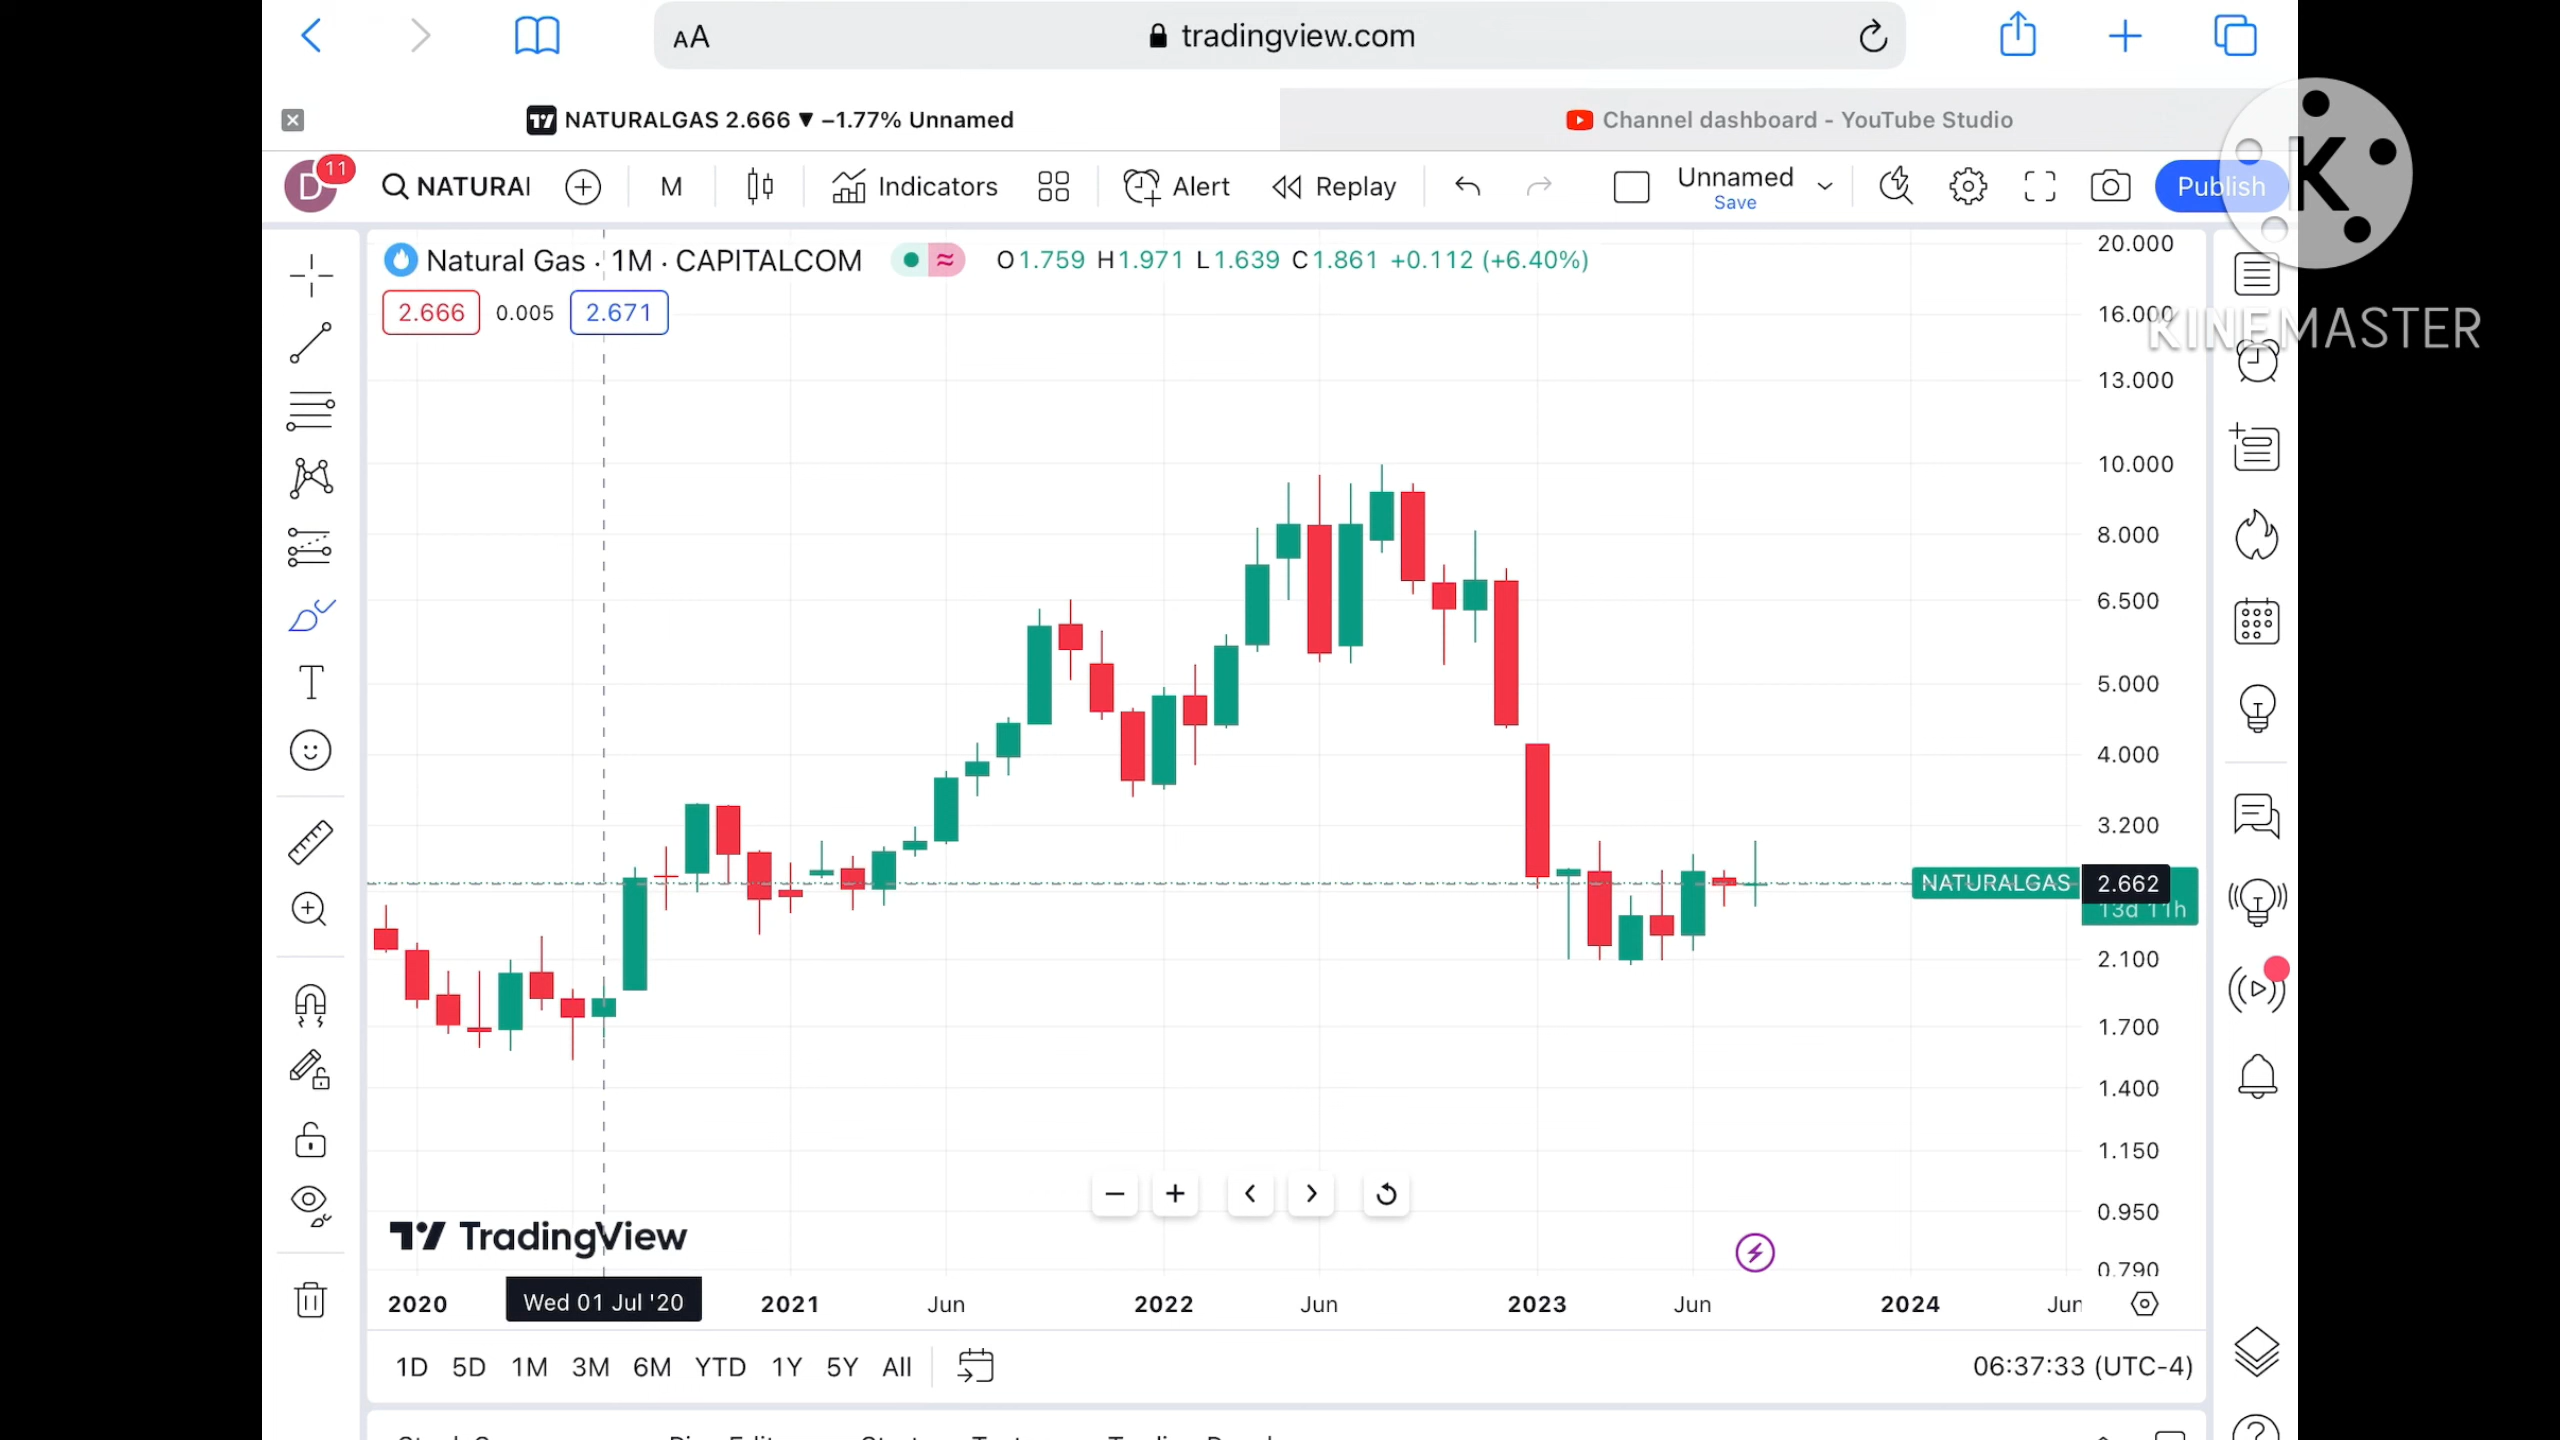 AA tradingview.com
NATURALGAS 2.666 ▼ −1.77% Unnamed
Channel dashboard - YouTube Studio
D 11 NATURAL M Indicators Alert Replay Unnamed Save Publish
K
KINEMASTER
Natural Gas · 1M · CAPITALCOM O1.759 H1.971 L1.639 C1.861 +0.112 (+6.40%)
2.666 0.005 2.671
20.000
16.000
13.000
10.000
8.000
6.500
5.000
4.000
3.200
NATURALGAS 2.662
13d 11h
2.100
1.700
1.400
1.150
0.950
0.790
TradingView
2020 Wed 01 Jul '20 2021 Jun 2022 Jun 2023 Jun 2024 Jun
1D 5D 1M 3M 6M YTD 1Y 5Y All 06:37:33 (UTC-4)